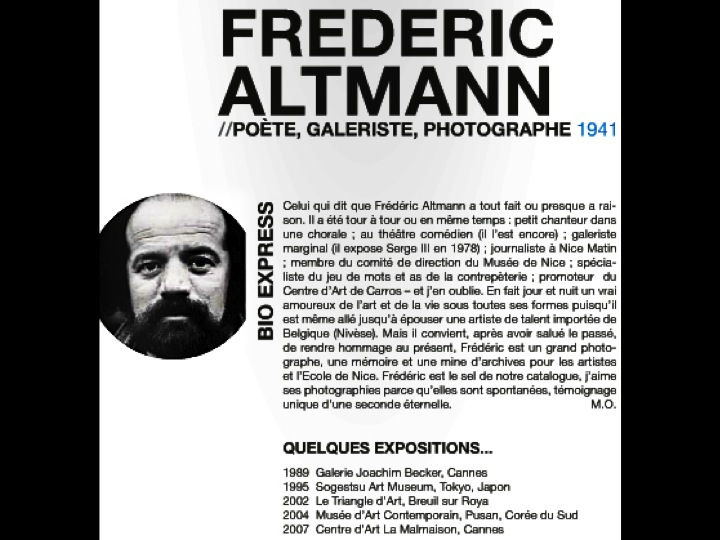 FREDERIC
ALTMANN
//POÈTE, GALERISTE, PHOTOGRAPHE 1941
BIO EXPRESS
Celui qui dit que Frédéric Altmann a tout fait ou presque a rai-
son. Il a été tour à tour ou en même temps : petit chanteur dans
une chorale ; au théâtre comédien (il l'est encore) ; galeriste
marginal (il expose Serge III en 1978) ; journaliste à Nice Matin
; membre du comité de direction du Musée de Nice ; spécia-
liste du jeu de mots et as de la contrepèterie ; promoteur du
Centre d'Art de Carros – et j'en oublie. En fait jour et nuit un vrai
amoureux de l'art et de la vie sous toutes ses formes puisqu'il
est même allé jusqu'à épouser une artiste de talent importée de
Belgique (Nivèse). Mais il convient, après avoir salué le passé,
de rendre hommage au présent, Frédéric est un grand photo-
graphe, une mémoire et une mine d'archives pour les artistes
et l'Ecole de Nice. Frédéric est le sel de notre catalogue, j'aime
ses photographies parce qu'elles sont spontanées, témoignage
unique d'une seconde éternelle. M.O.
QUELQUES EXPOSITIONS...
1989 Galerie Joachim Becker, Cannes
1995 Sogestsu Art Museum, Tokyo, Japon
2002 Le Triangle d'Art, Breuil sur Roya
2004 Musée d'Art Contemporain, Pusan, Corée du Sud
2007 Centre d'Art La Malmaison, Cannes